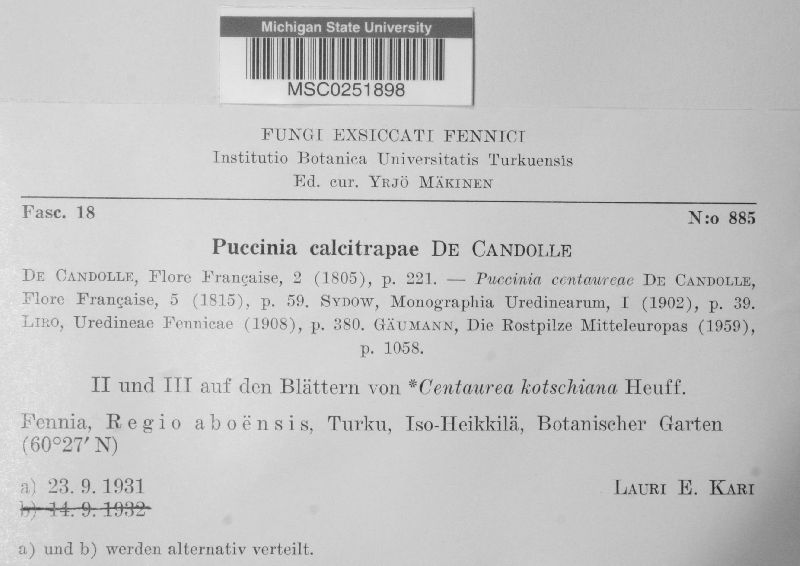 Michigan State University
MSC0251898
FUNGI EXSICCATI FENNICI
Institutio Botanica Universitatis Turkuensis
Ed. cur. YRJÖ MÄKINEN
Fasc. 18 N:o 885
Puccinia calcitrapae DE CANDOLLE
DE CANDOLLE, Flore Française, 2 (1805), p. 221. — Puccinia centaureae DE CANDOLLE,
Flore Française, 5 (1815), p. 59. SYDOW, Monographia Uredinearum, I (1902), p. 39.
LIRO, Uredineae Fennicae (1908), p. 380. GÄUMANN, Die Rostpilze Mitteleuropas (1959),
p. 1058.
II und III auf den Blättern von *Centaurea kotschiana Heuff.
Fennia, Regio aboënsis, Turku, Iso-Heikkilä, Botanischer Garten
(60°27′ N)
a) 23. 9. 1931 LAURI E. KARI
b) 14. 9. 1932
a) und b) werden alternativ verteilt.